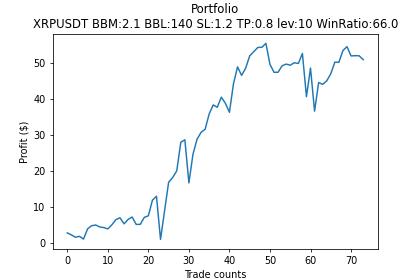 Portfolio
XRPUSDT BBM:2.1 BBL:140 SL:1.2 TP:0.8 lev:10 WinRatio:66.0
Profit ($)
50
40
30
20
10
0
0 10 20 30 40 50 60 70
Trade counts